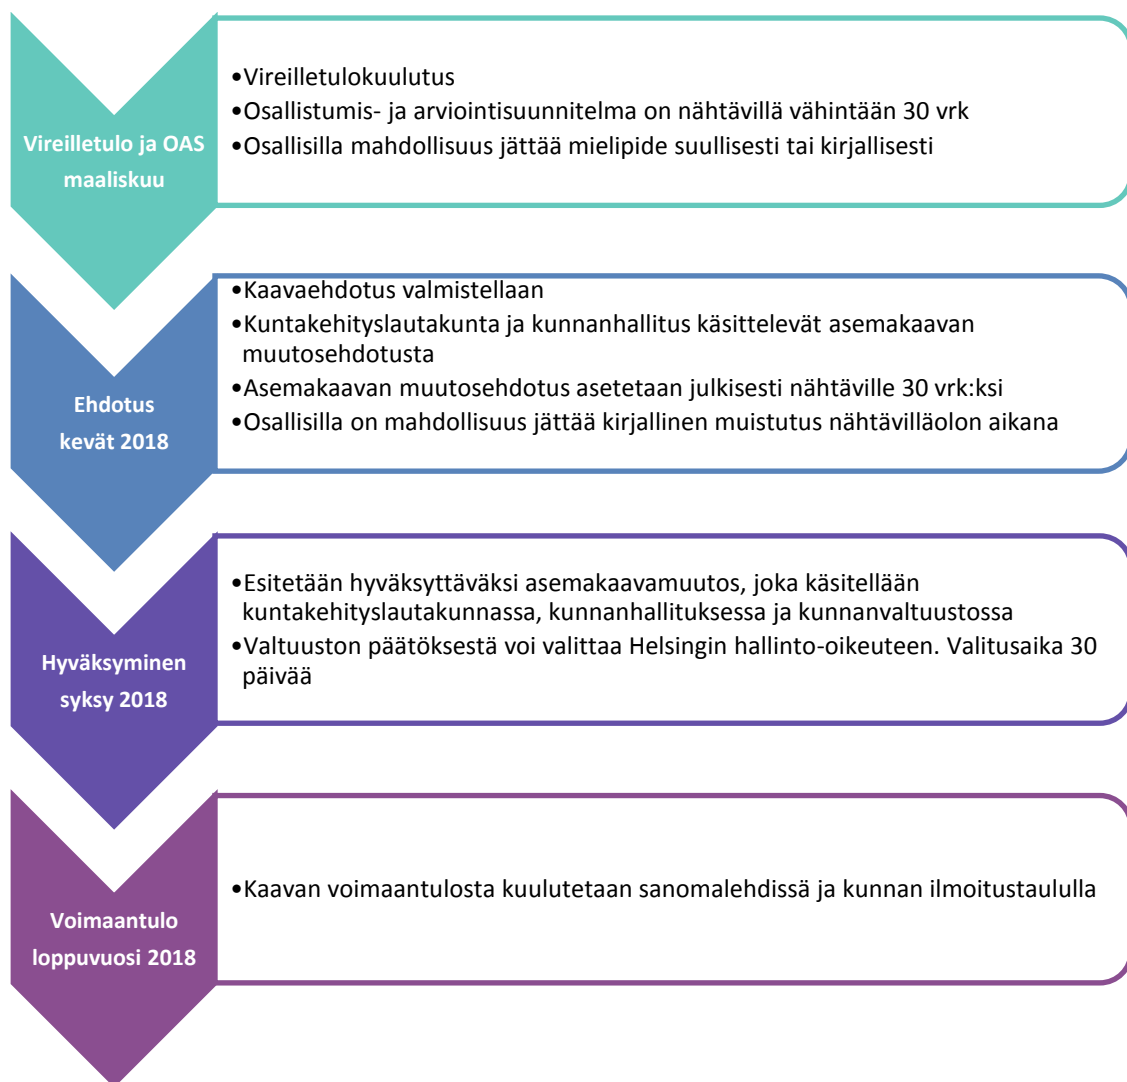 Vireilletulo ja OAS
maaliskuu
•Vireilletulokuulutus
•Osallistumis- ja arviointisuunnitelma on nähtävillä vähintään 30 vrk
•Osallisilla mahdollisuus jättää mielipide suullisesti tai kirjallisesti
Ehdotus
kevät 2018
•Kaavaehdotus valmistellaan
•Kuntakehityslautakunta ja kunnanhallitus käsittelevät asemakaavan
muutosehdotusta
•Asemakaavan muutosehdotus asetetaan julkisesti nähtäville 30 vrk:ksi
•Osallisilla on mahdollisuus jättää kirjallinen muistutus nähtävilläolon aikana
Hyväksyminen
syksy 2018
•Esitetään hyväksyttäväksi asemakaavamuutos, joka käsitellään
kuntakehityslautakunnassa, kunnanhallituksessa ja kunnanvaltuustossa
•Valtuuston päätöksestä voi valittaa Helsingin hallinto-oikeuteen. Valitusaika 30
päivää
Voimaantulo
loppuvuosi 2018
•Kaavan voimaantulosta kuulutetaan sanomalehdissä ja kunnan ilmoitustaululla